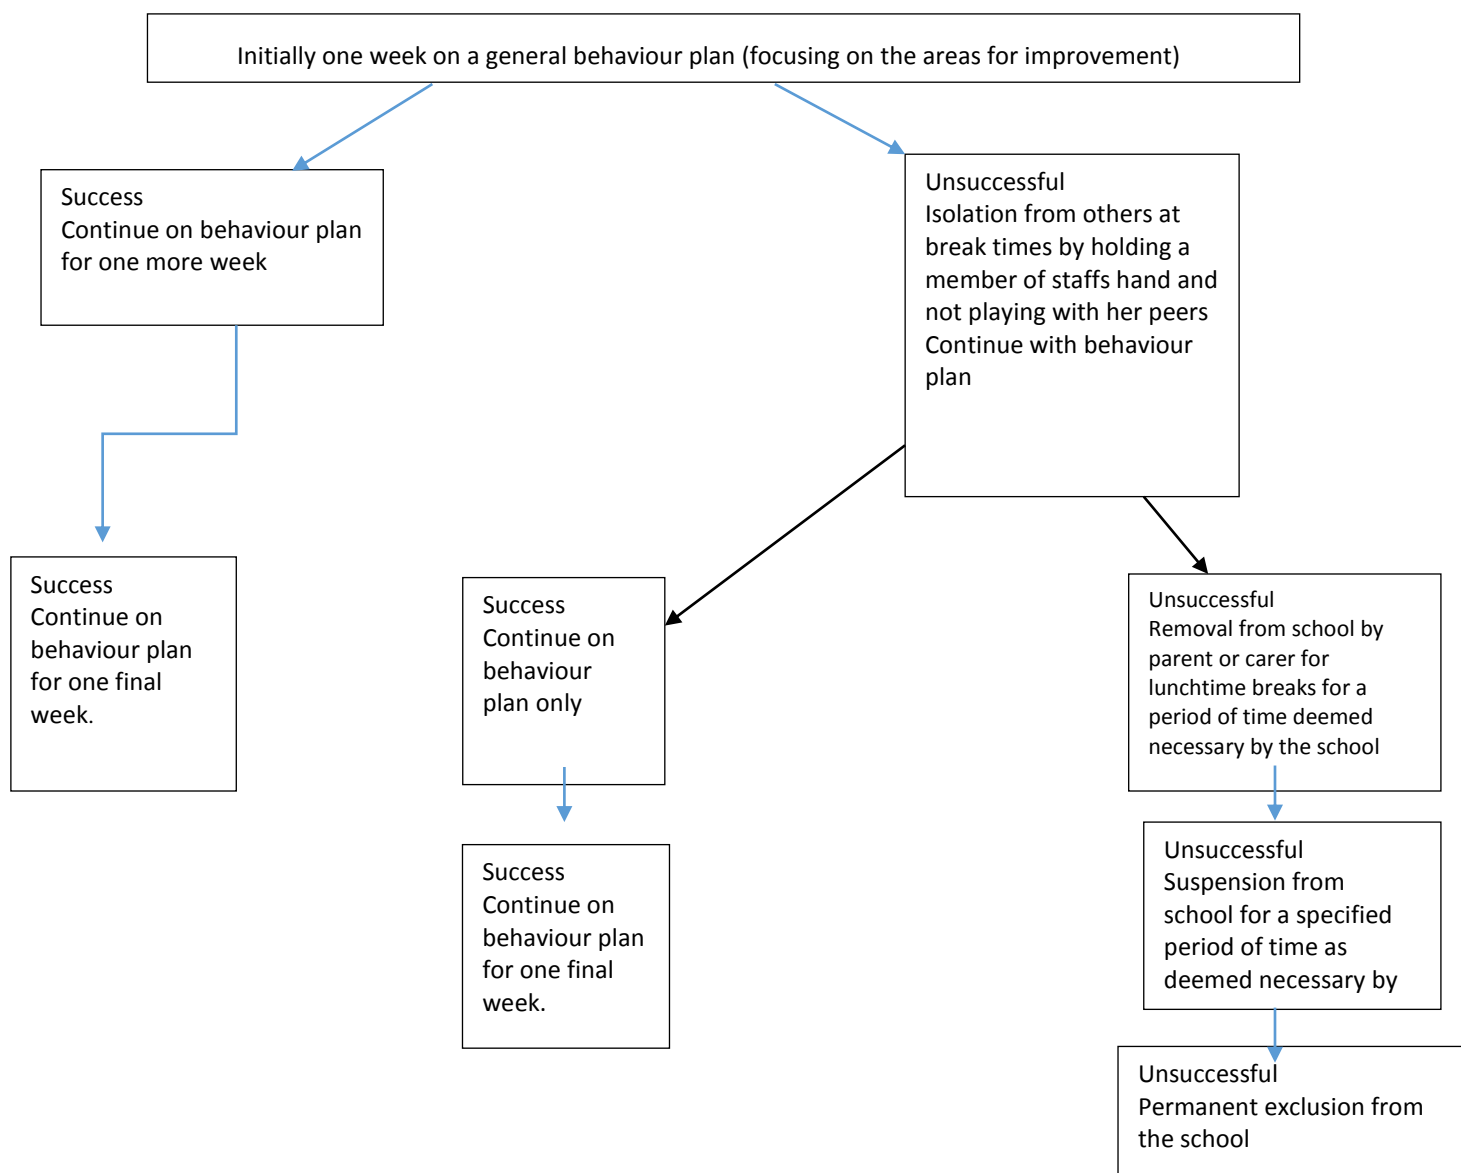 Initially one week on a general behaviour plan (focusing on the areas for improvement)
Success
Continue on behaviour plan
for one more week
Unsuccessful
Isolation from others at
break times by holding a
member of staffs hand and
not playing with her peers
Continue with behaviour
plan
Success
Continue on
behaviour plan
for one final
week.
Success
Continue on
behaviour
plan only
Unsuccessful
Removal from school by
parent or carer for
lunchtime breaks for a
period of time deemed
necessary by the school
Success
Continue on
behaviour plan
for one final
week.
Unsuccessful
Suspension from
school for a specified
period of time as
deemed necessary by
Unsuccessful
Permanent exclusion from
the school